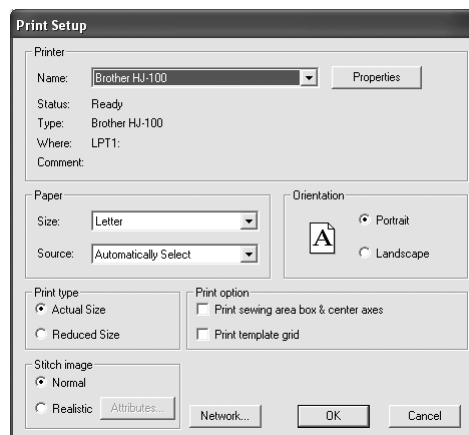 Print Setup
Printer
Name: Brother HJ-100 Properties
Status: Ready
Type: Brother HJ-100
Where: LPT1:
Comment:
Paper
Size: Letter
Source: Automatically Select
Orientation
A
Portrait
Landscape
Print type
Actual Size
Reduced Size
Print option
Print sewing area box & center axes
Print template grid
Stitch image
Normal
Realistic Attributes...
Network... OK Cancel